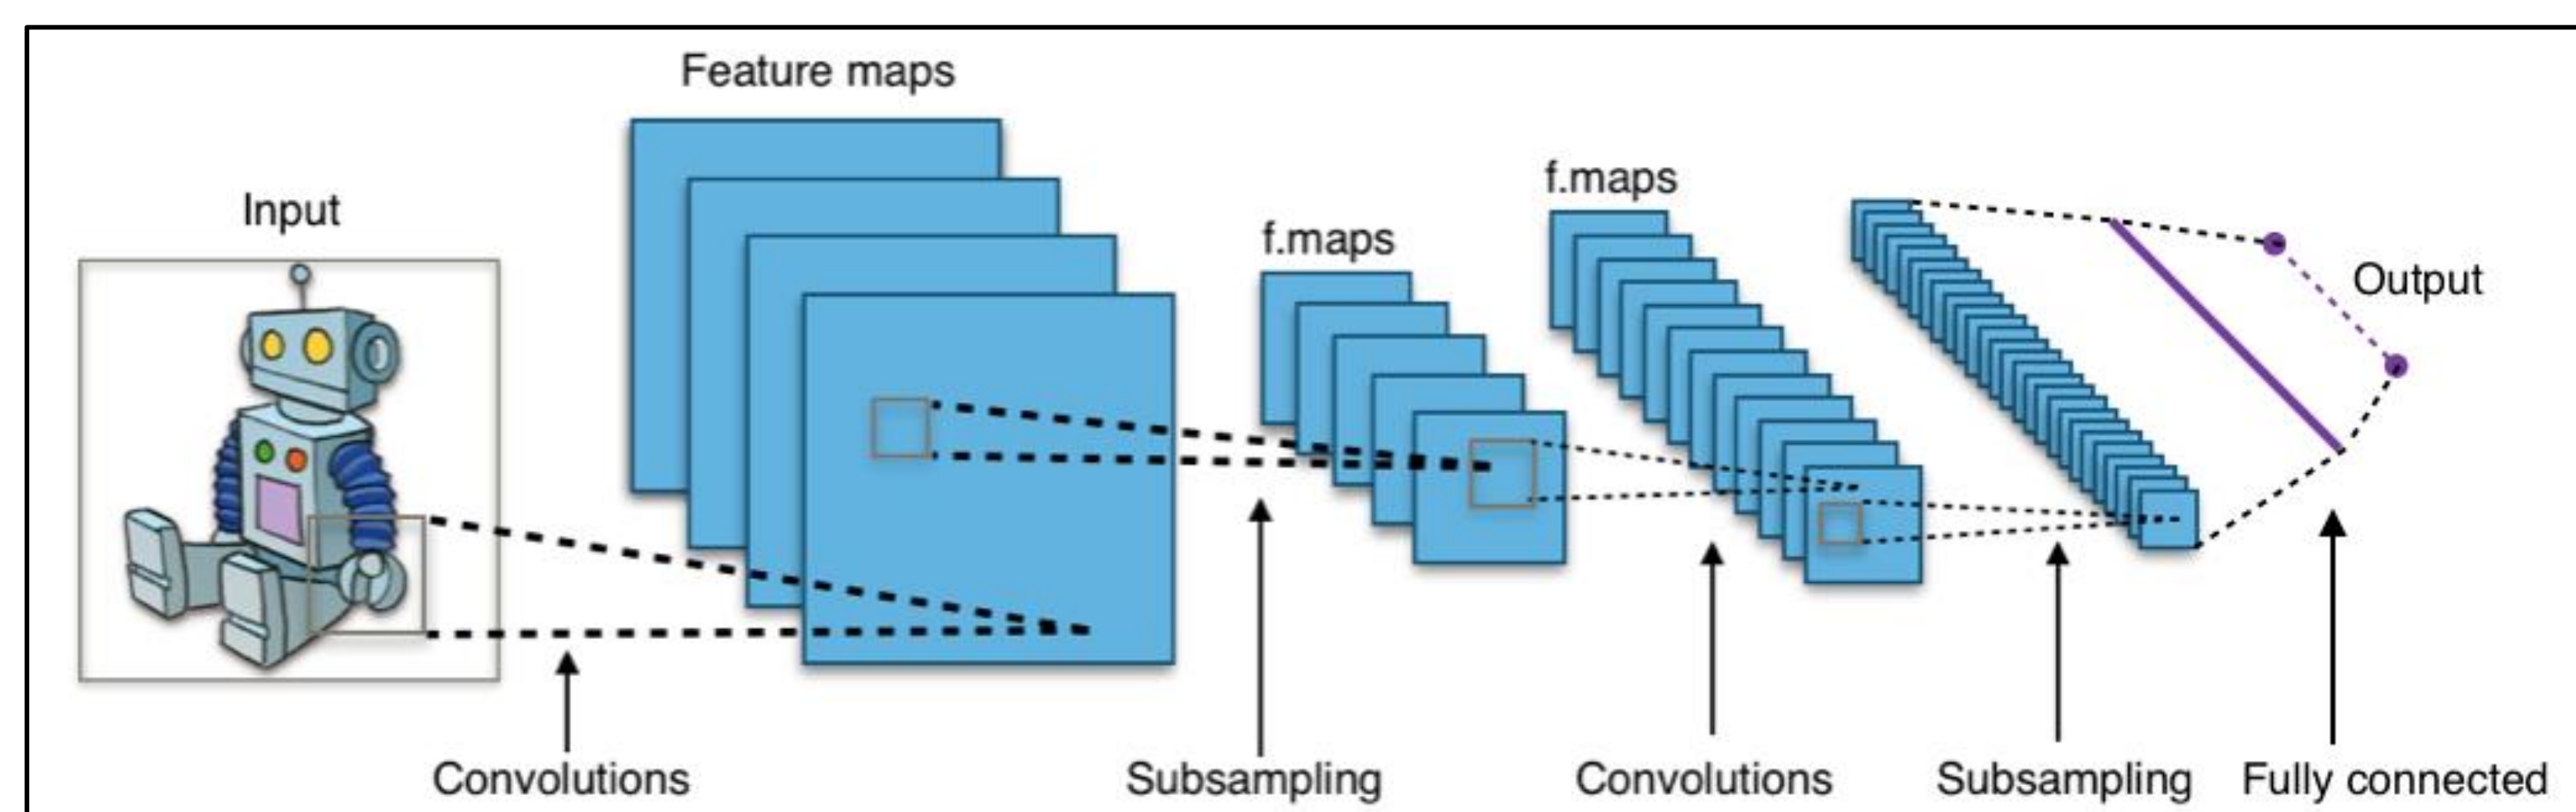 Feature maps
Input
f.maps
f.maps
Output
Convolutions
Subsampling
Convolutions
Subsampling
Fully connected